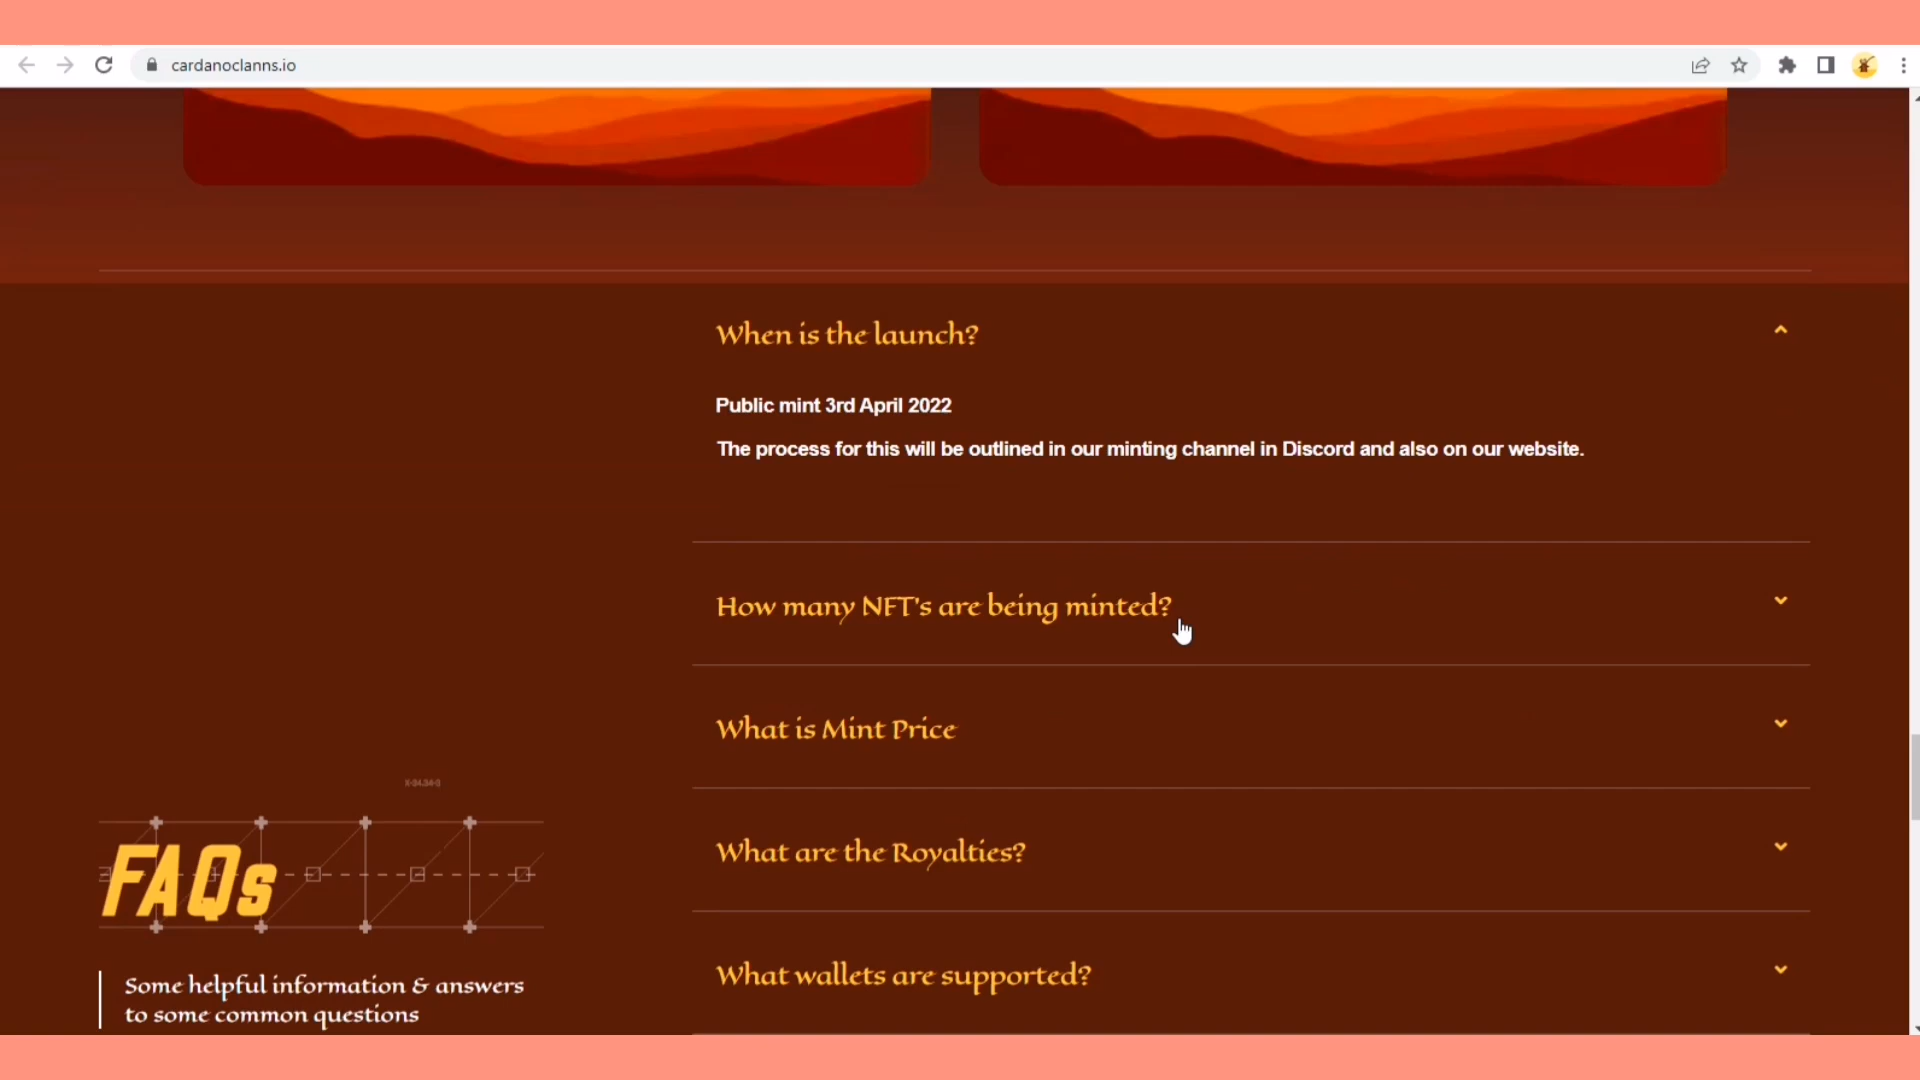 cardanoclanns.io
When is the launch?
Public mint 3rd April 2022
The process for this will be outlined in our minting channel in Discord and also on our website.
How many NFT's are being minted?
What is Mint Price
What are the Royalties?
What wallets are supported?
FAQs
Some helpful information & answers
to some common questions